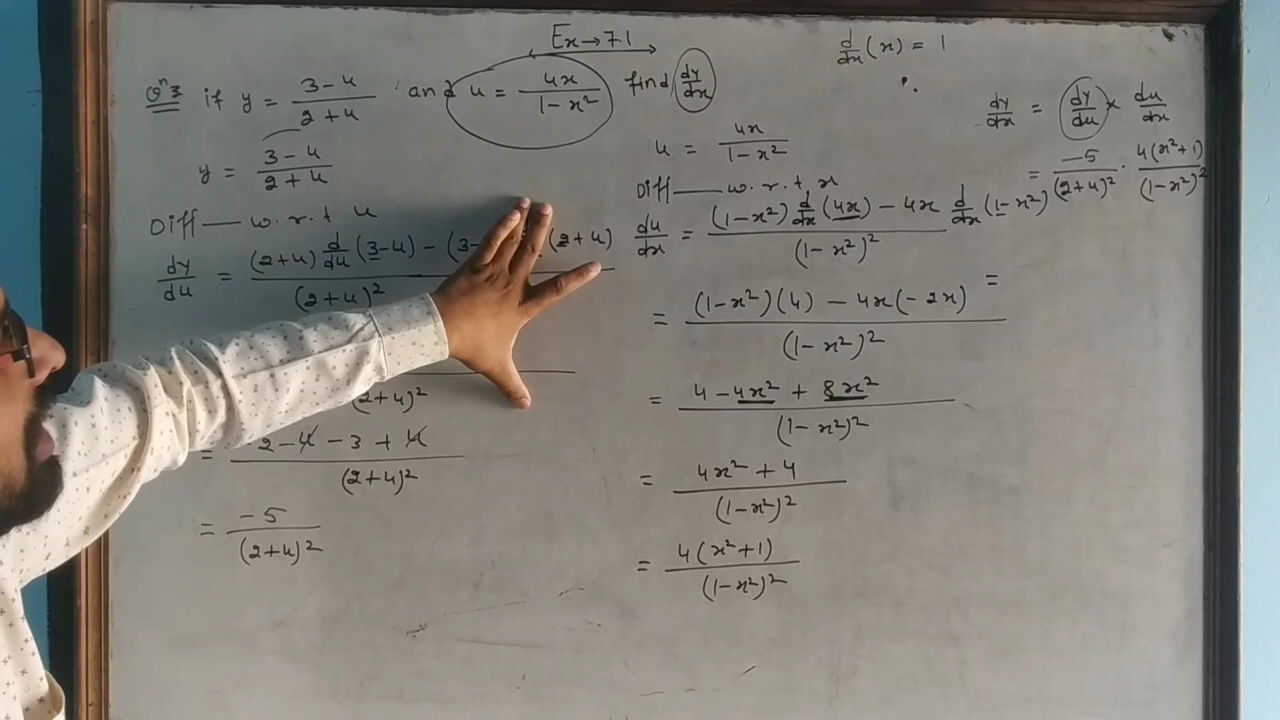 Ex → 7.1
Qⁿ 3 if y = (3-u)/(2+u) and u = 4x/(1-x²) find dy/dx
y = (3-u)/(2+u)
Diff — w.r.t u
dy/du = ((2+u) d/du (3-u) - (3- (2+u))/(2+u)²
(2+u)²
= (2-u-3+u)/(2+u)²
= -5/(2+u)²
u = 4x/(1-x²)
Diff — w.r.t x
du/dx = ((1-x²) d/dx (4x) - 4x d/dx (1-x²))/(1-x²)²
= ((1-x²)(4) - 4x(-2x))/(1-x²)² =
= (4-4x²+8x²)/(1-x²)²
= (4x²+4)/(1-x²)²
= 4(x²+1)/(1-x²)²
d/dx (x) = 1
dy/dx = dy/du × du/dx
= -5/(2+u)² · 4(x²+1)/(1-x²)²